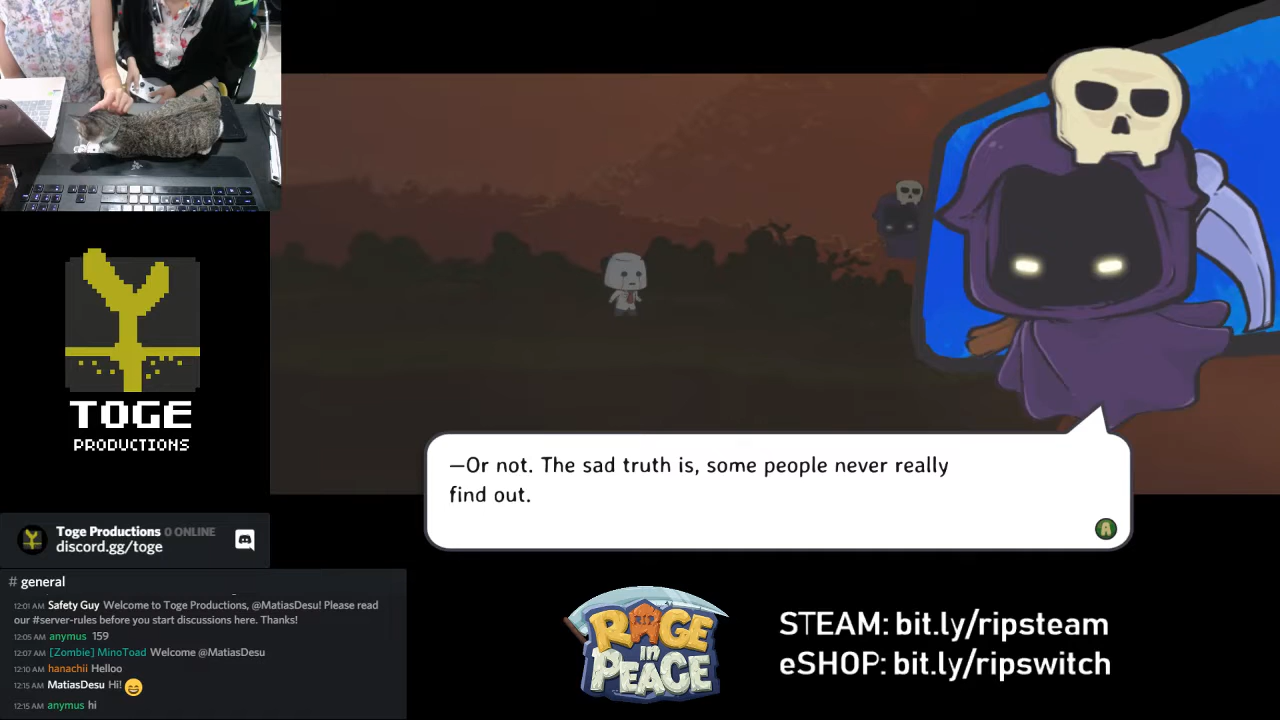 —Or not. The sad truth is, some people never really
find out.
A
TOGE
PRODUCTIONS
Toge Productions 0 ONLINE
discord.gg/toge
# general
12:01 AM Safety Guy Welcome to Toge Productions, @MatiasDesu! Please read
our #server-rules before you start discussions here. Thanks!
12:05 AM anymus 159
12:07 AM [Zombie] MinoToad Welcome @MatiasDesu
12:10 AM hanachii Helloo
12:15 AM MatiasDesu Hi! 😄
12:15 AM anymus hi
RIP
RAGE
in
PEACE
STEAM: bit.ly/ripsteam
eSHOP: bit.ly/ripswitch